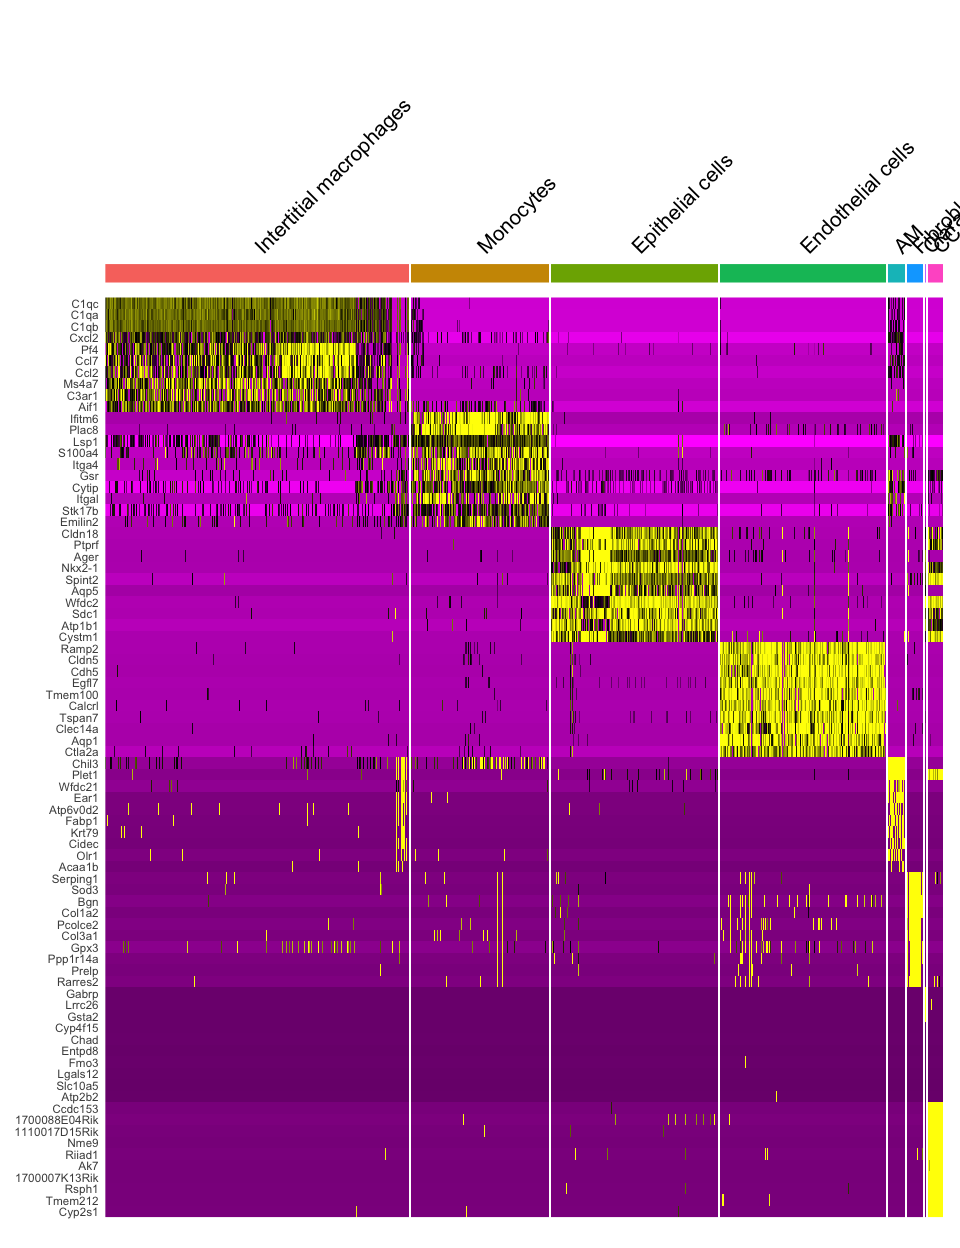 Intertitial macrophages
Monocytes
Epithelial cells
Endothelial cells
AM
C1qc
C1qa
C1qb
Cxcl2
Pf4
Ccl7
Ccl2
Ms4a7
C3ar1
Aif1
Ifitm6
Plac8
Lsp1
S100a4
Itga4
Gsr
Cytip
Itgal
Stk17b
Emilin2
Cldn18
Ptprf
Ager
Nkx2-1
Spint2
Aqp5
Wfdc2
Sdc1
Atp1b1
Cystm1
Ramp2
Cldn5
Cdh5
Egfl7
Tmem100
Calcrl
Tspan7
Clec14a
Aqp1
Ctla2a
Chil3
Plet1
Wfdc21
Ear1
Atp6v0d2
Fabp1
Krt79
Cidec
Olr1
Acaa1b
Serping1
Sod3
Bgn
Col1a2
Pcolce2
Col3a1
Gpx3
Ppp1r14a
Prelp
Rarres2
Gabrp
Lrrc26
Gsta2
Cyp4f15
Chad
Entpd8
Fmo3
Lgals12
Slc10a5
Atp2b2
Ccdc153
1700088E04Rik
1110017D15Rik
Nme9
Riiad1
Ak7
1700007K13Rik
Rsph1
Tmem212
Cyp2s1